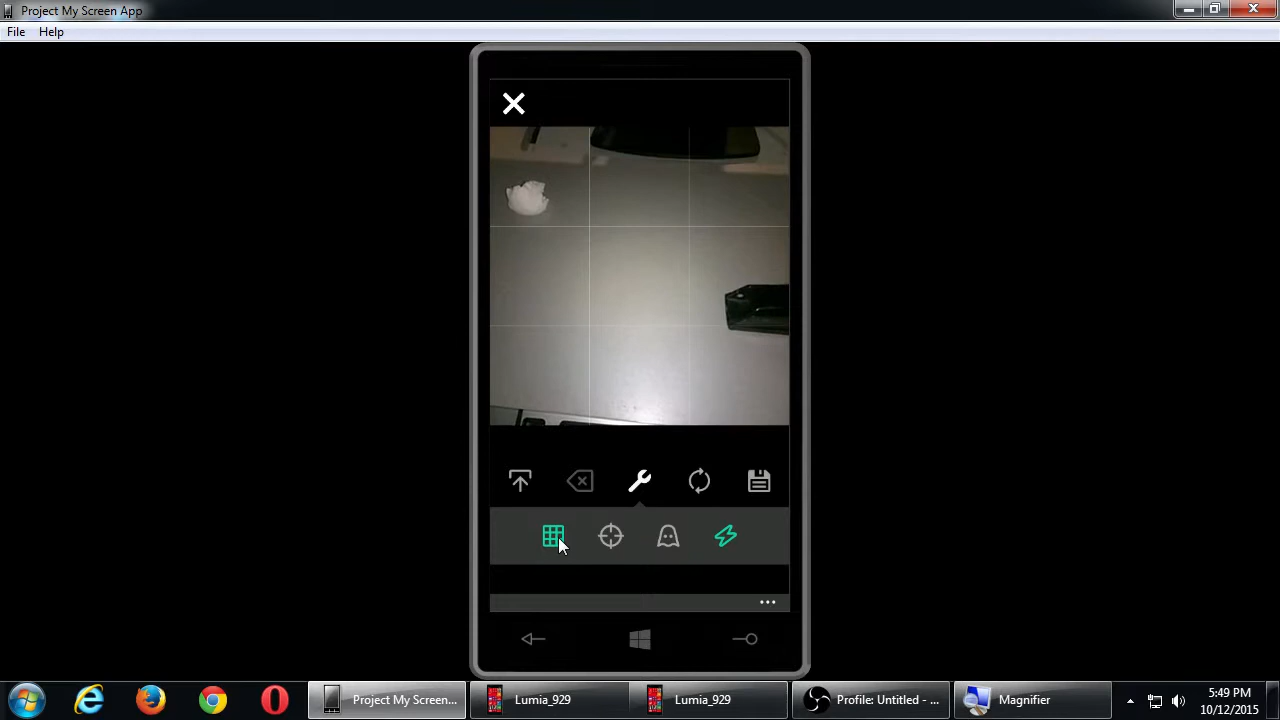 Project My Screen App
File Help
Project My Screen...
Lumia_929
Lumia_929
Profile: Untitled - ...
Magnifier
5:49 PM
10/12/2015